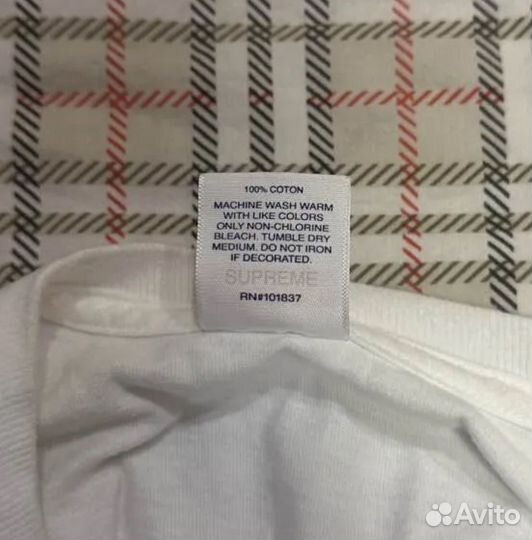 100% COTON
MACHINE WASH WARM
WITH LIKE COLORS
ONLY NON-CHLORINE
BLEACH. TUMBLE DRY
MEDIUM. DO NOT IRON
IF DECORATED.
SUPREME
RN#101837
Avito